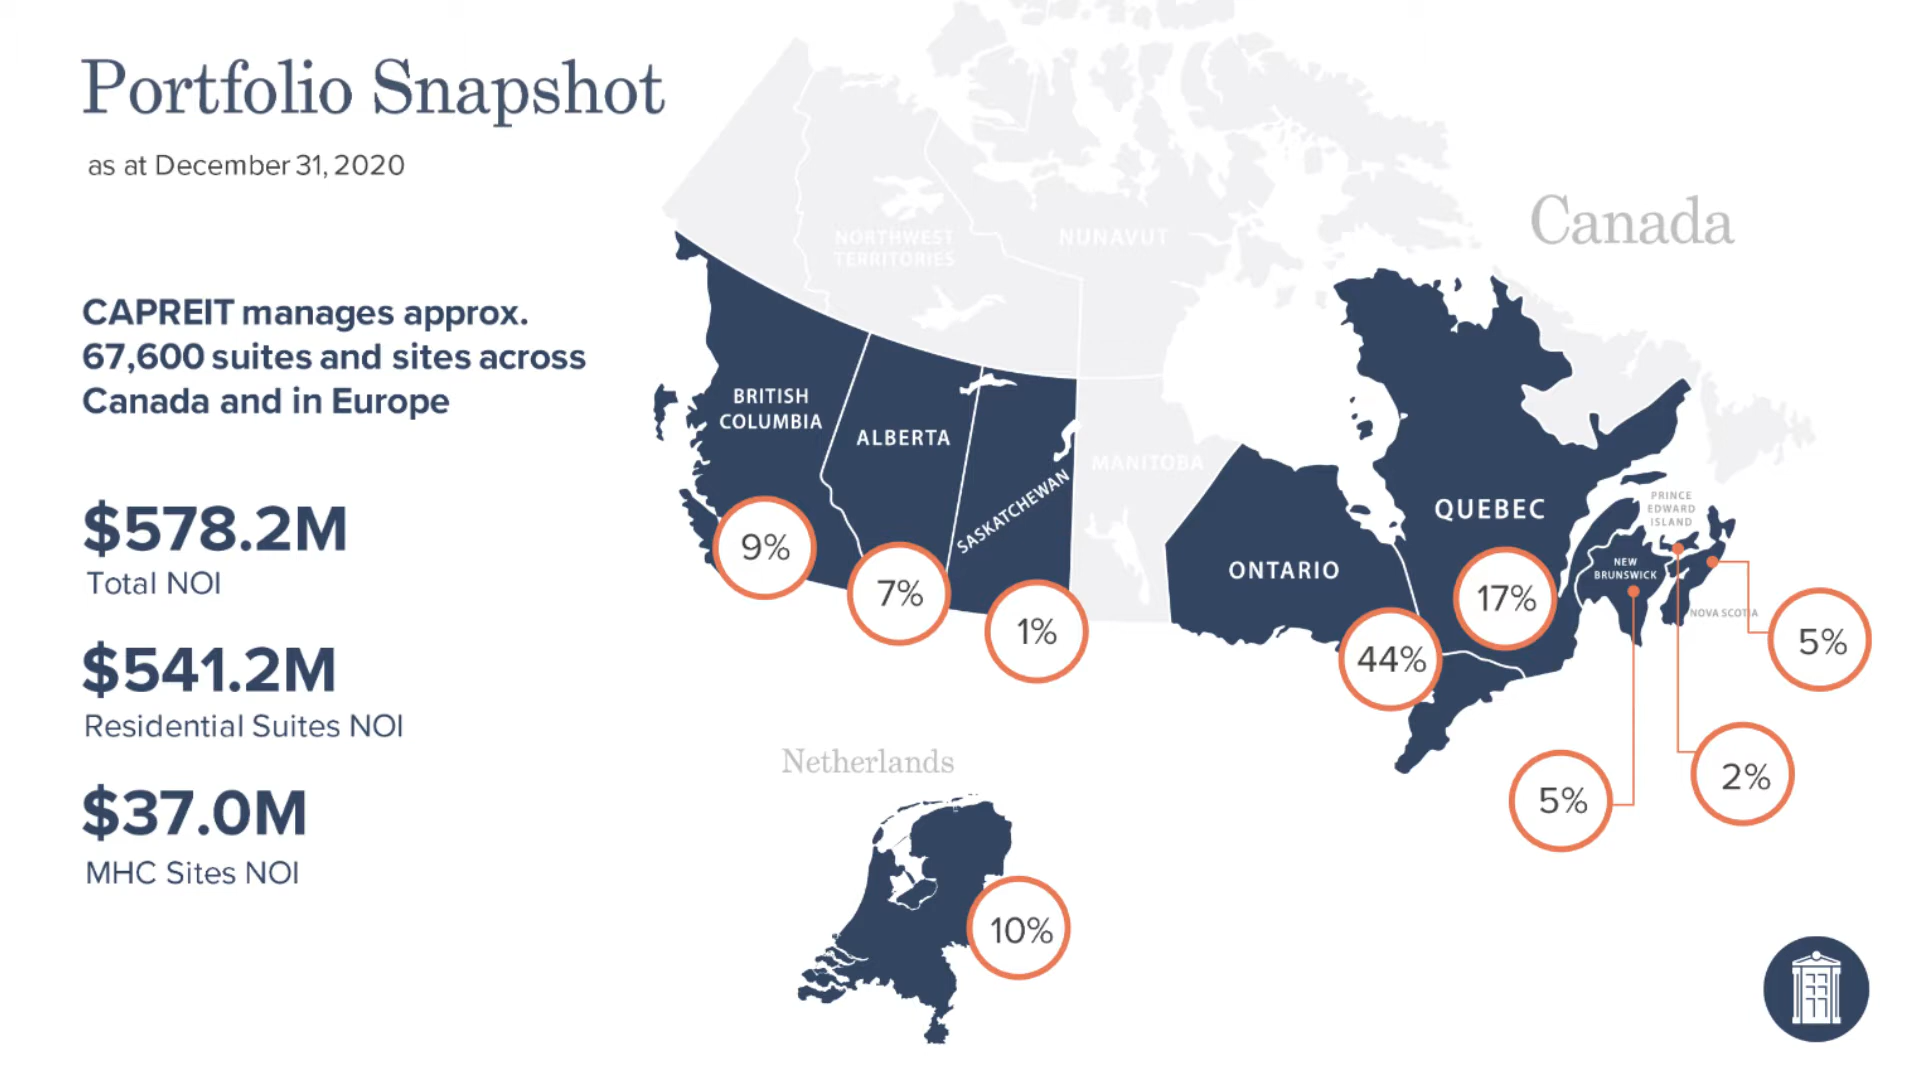 Portfolio Snapshot
as at December 31, 2020
CAPREIT manages approx.
67,600 suites and sites across
Canada and in Europe
$578.2M
Total NOI
$541.2M
Residential Suites NOI
$37.0M
MHC Sites NOI
Canada
NORTHWEST
TERRITORIES
NUNAVUT
BRITISH
COLUMBIA
ALBERTA
SASKATCHEWAN
MANITOBA
ONTARIO
QUEBEC
PRINCE
EDWARD
ISLAND
NEW
BRUNSWICK
NOVA SCOTIA
9%
7%
1%
44%
17%
5%
2%
5%
Netherlands
10%